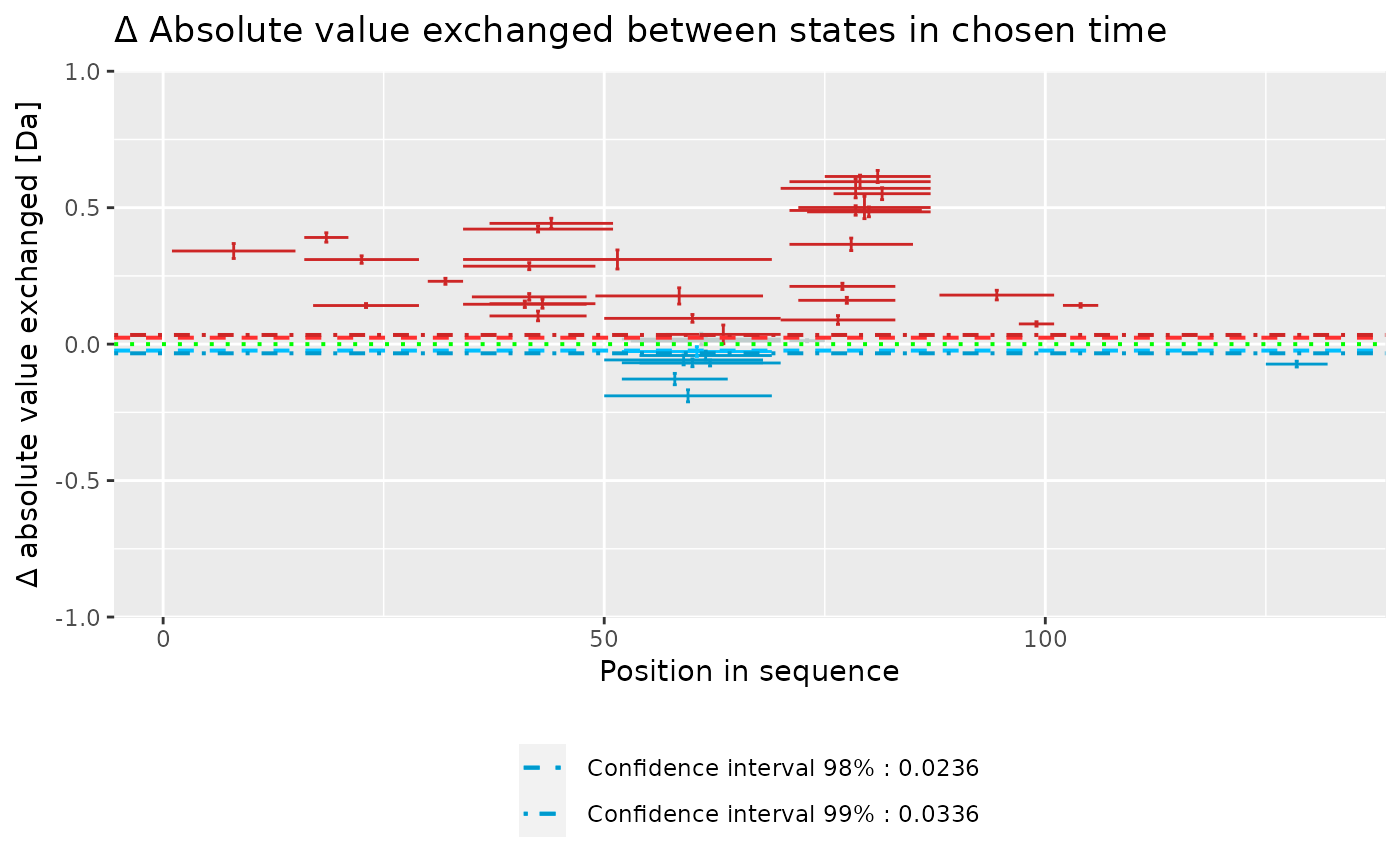 Δ Absolute value exchanged between states in chosen time
Δ absolute value exchanged [Da]
1.0
0.5
0.0
-0.5
-1.0
0
50
100
Position in sequence
Confidence interval 98% : 0.0236
Confidence interval 99% : 0.0336